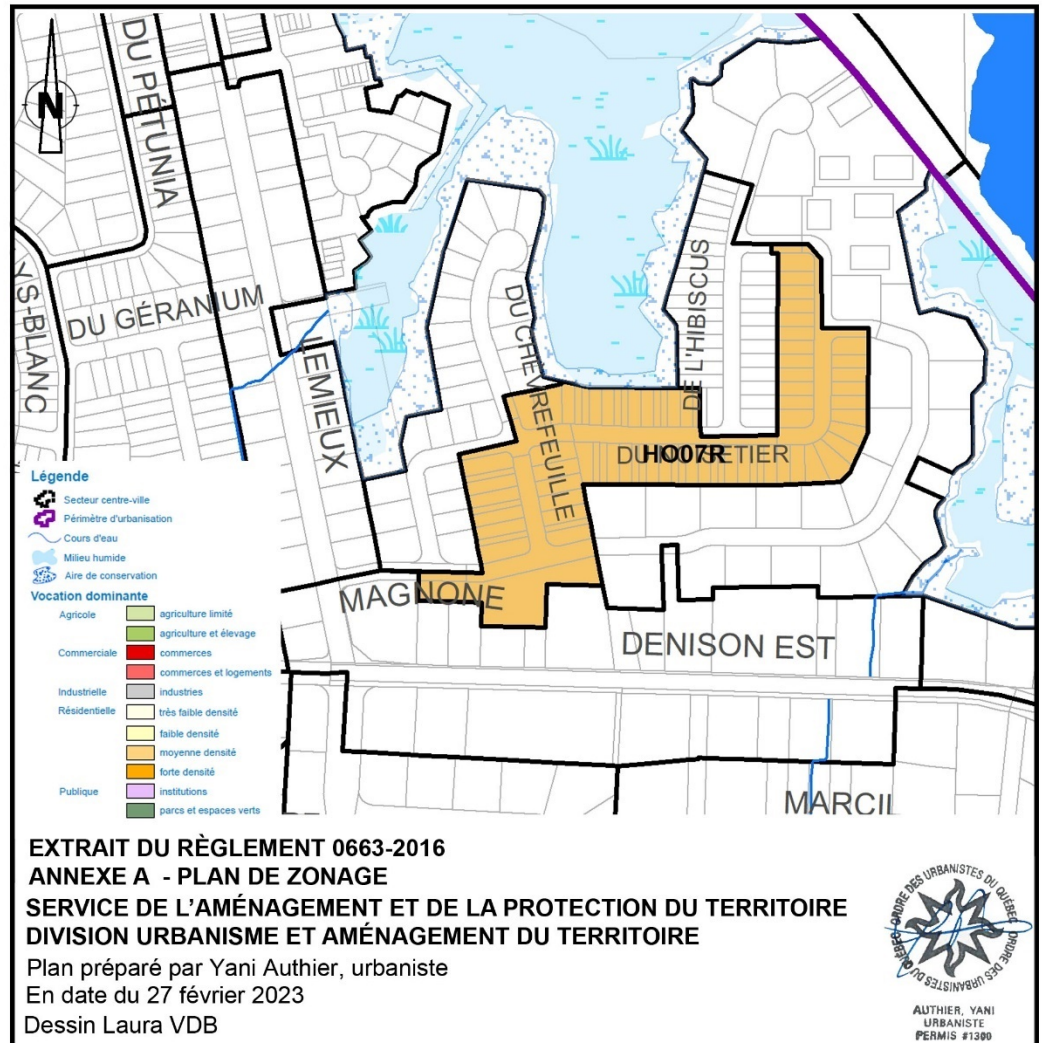 DU PÉTUNIA
N
YS-BLANC
DU GÉRANIUM
LEMIEUX
DU CHÈVREFEUILLE
DE L'HIBISCUS
HO07R
MAGNONE
DENISON EST
MARCIL
Légende
Secteur centre-ville
Périmètre d'urbanisation
Cours d'eau
Milieu humide
Aire de conservation
Vocation dominante
Agricole agriculture limité
agriculture et élevage
Commerciale commerces
commerces et logements
Industrielle industries
Résidentielle très faible densité
faible densité
moyenne densité
forte densité
Publique institutions
parcs et espaces verts
EXTRAIT DU RÈGLEMENT 0663-2016
ANNEXE A - PLAN DE ZONAGE
SERVICE DE L'AMÉNAGEMENT ET DE LA PROTECTION DU TERRITOIRE
DIVISION URBANISME ET AMÉNAGEMENT DU TERRITOIRE
Plan préparé par Yani Authier, urbaniste
En date du 27 février 2023
Dessin Laura VDB
ORDRE DES URBANISTES DU QUÉBEC
ORDRE DES URBANISTES DU QUÉBEC
AUTHIER, YANI
URBANISTE
PERMIS #1300